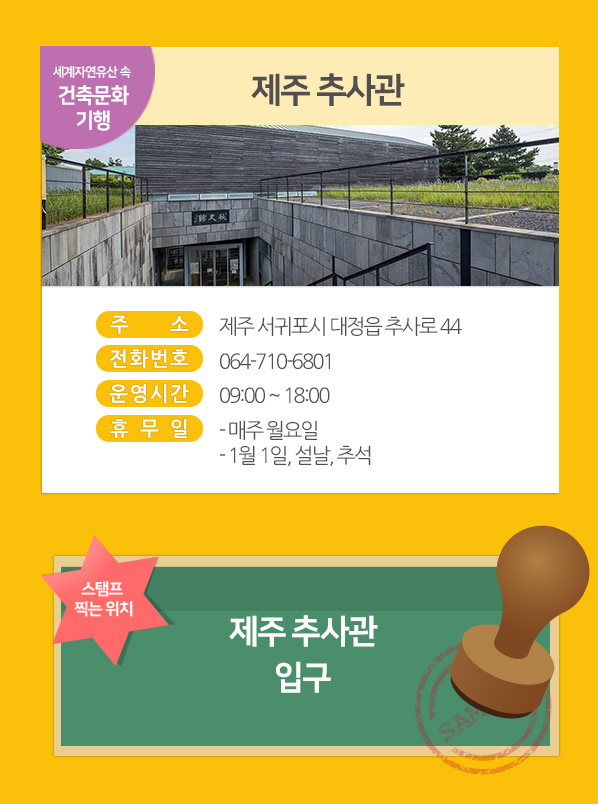 세계자연유산 속
건축문화
기행
제주 추사관
館史秋
주 소 제주 서귀포시 대정읍 추사로 44
전화번호 064-710-6801
운영시간 09:00 ~ 18:00
휴 무 일 - 매주 월요일
- 1월 1일, 설날, 추석
스탬프
찍는 위치
제주 추사관
입구